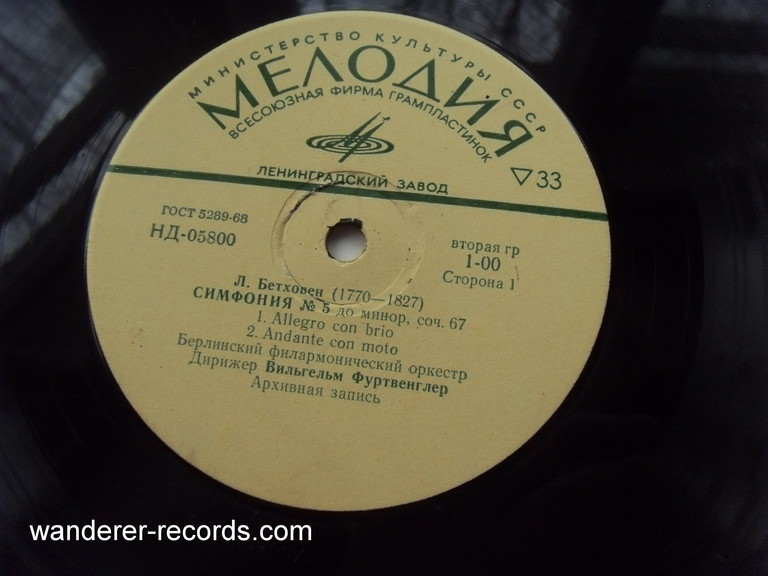 МИНИСТЕРСТВО КУЛЬТУРЫ СССР
МЕЛОДИЯ
ВСЕСОЮЗНАЯ ФИРМА ГРАМПЛАСТИНОК
ЛЕНИНГРАДСКИЙ ЗАВОД
▽33
ГОСТ 5289-68
НД-05800
вторая гр
1-00
Сторона 1
Л. Бетховен (1770—1827)
СИМФОНИЯ № 5 до минор, соч. 67
1. Allegro con brio
2. Andante con moto
Берлинский филармонический оркестр
Дирижер Вильгельм Фуртвенглер
Архивная запись
wanderer-records.com